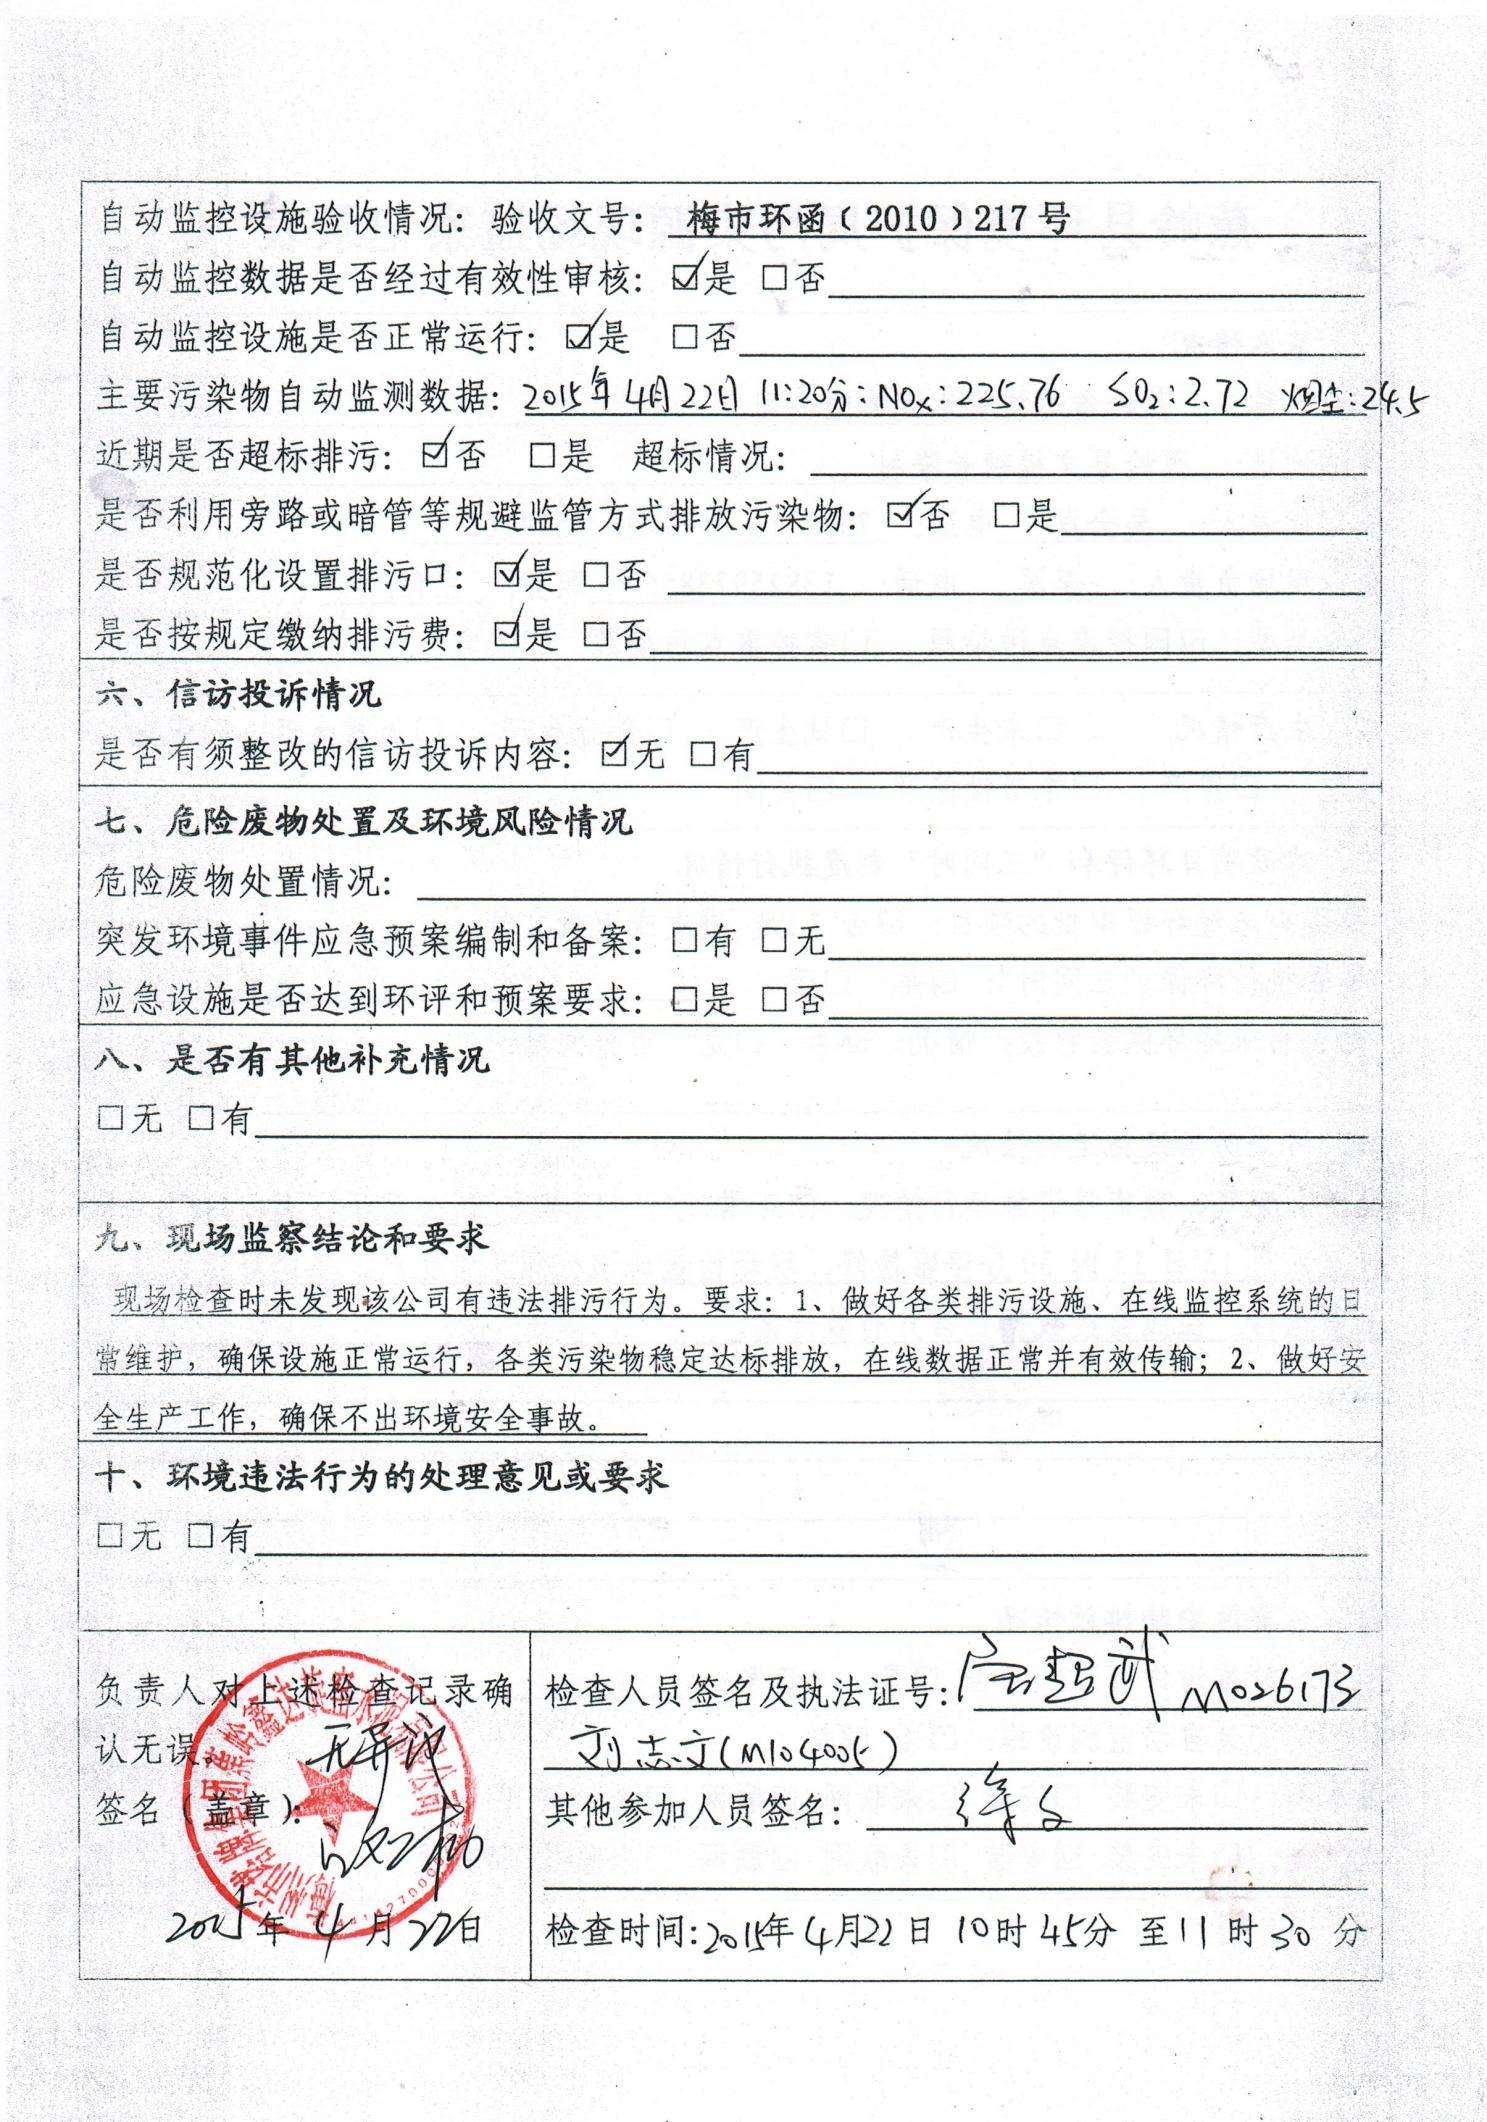 自动监控设施验收情况：验收文号： 梅市环函（2010）217号
自动监控数据是否经过有效性审核：☑是 □否
自动监控设施是否正常运行：☑是 □否
主要污染物自动监测数据：2015年4月22日 11:20分：NOx：225.76 SO2：2.72 烟尘：24.5
近期是否超标排污：☑否 □是 超标情况：
是否利用旁路或暗管等规避监管方式排放污染物：☑否 □是
是否规范化设置排污口：☑是 □否
是否按规定缴纳排污费：☑是 □否
六、信访投诉情况
是否有须整改的信访投诉内容：☑无 □有
七、危险废物处置及环境风险情况
危险废物处置情况：
突发环境事件应急预案编制和备案：□有 □无
应急设施是否达到环评和预案要求：□是 □否
八、是否有其他补充情况
□无 □有
九、现场监察结论和要求
现场检查时未发现该公司有违法排污行为。要求：1、做好各类排污设施、在线监控系统的日
常维护，确保设施正常运行，各类污染物稳定达标排放，在线数据正常并有效传输；2、做好安
全生产工作，确保不出环境安全事故。
十、环境违法行为的处理意见或要求
□无 □有
负责人对上述检查记录确
认无误。 无异议
签名（盖章）：
2015年4月22日
检查人员签名及执法证号： M026173
刘志文（M104005）
其他参加人员签名：
检查时间：2015年4月22日10时45分 至11时30分